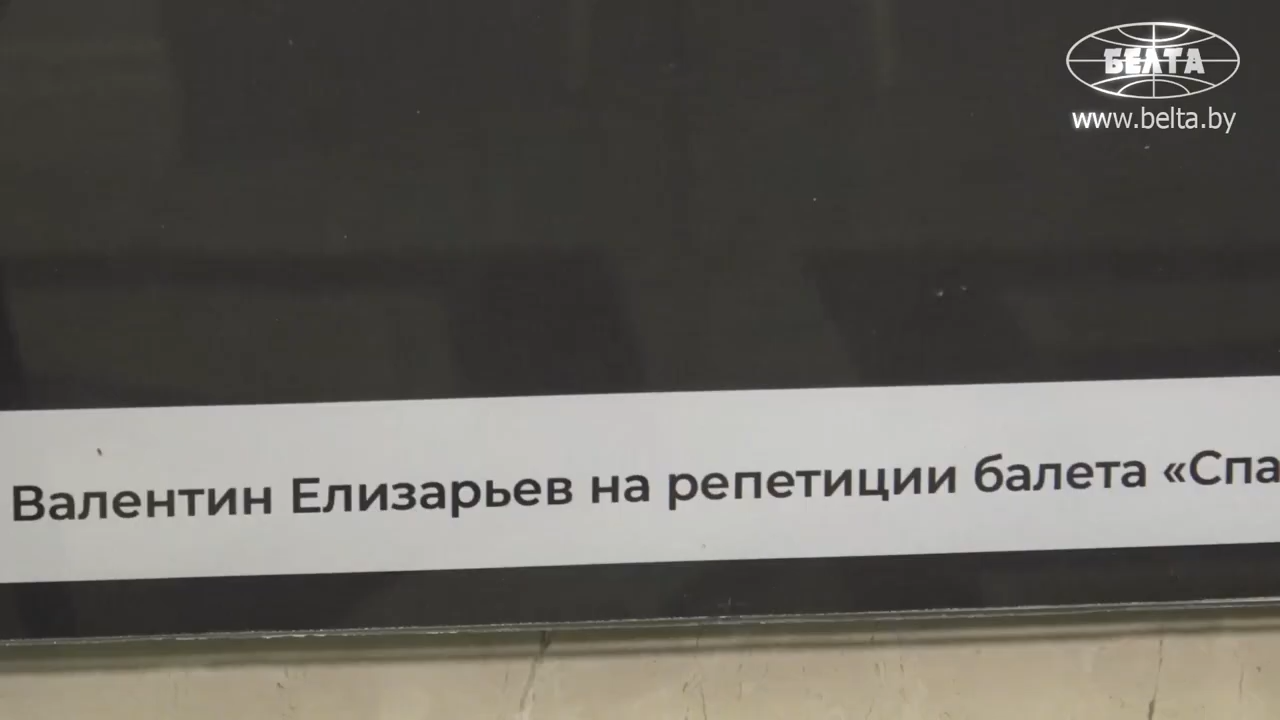 БЕЛТА
www.belta.by
Валентин Елизарьев на репетиции балета «Спа